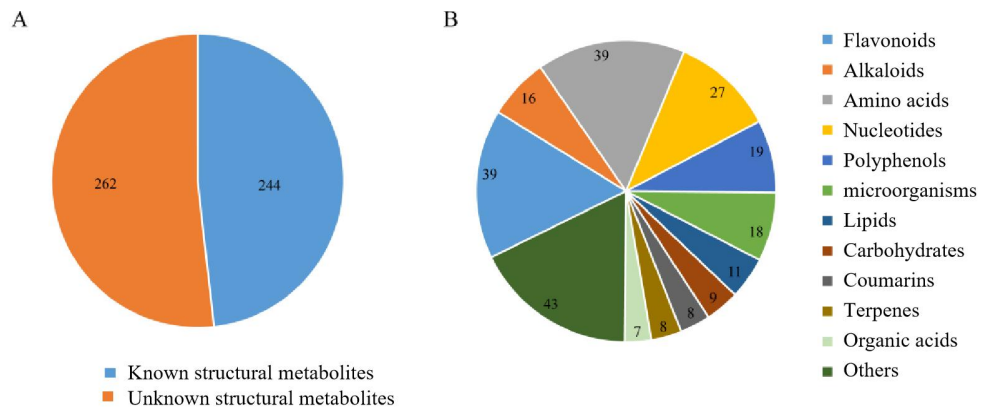 A
262
244
Known structural metabolites
Unknown structural metabolites
B
39
16
27
39
19
18
11
9
8
8
7
43
Flavonoids
Alkaloids
Amino acids
Nucleotides
Polyphenols
microorganisms
Lipids
Carbohydrates
Coumarins
Terpenes
Organic acids
Others